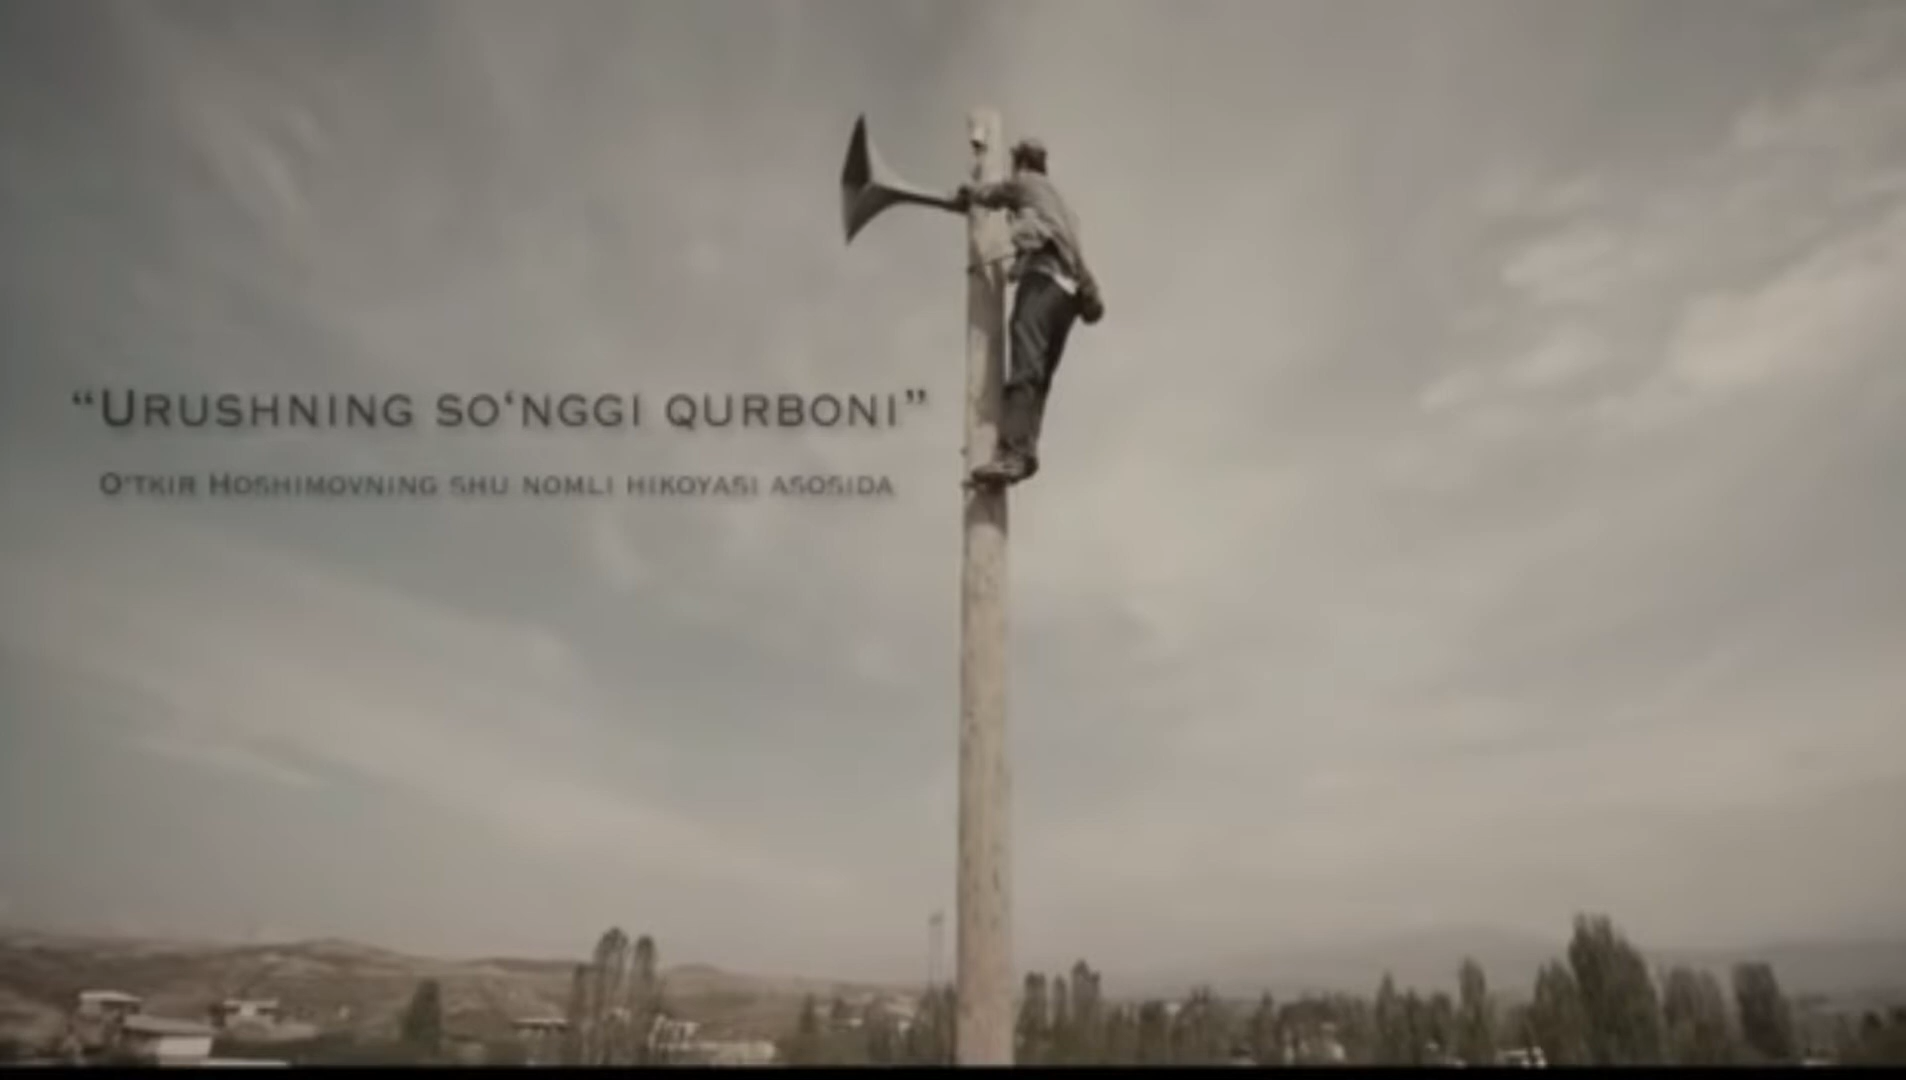 “Urushning so‘nggi qurboni”
O'tkir Hoshimovning shu nomli hikoyasi asosida